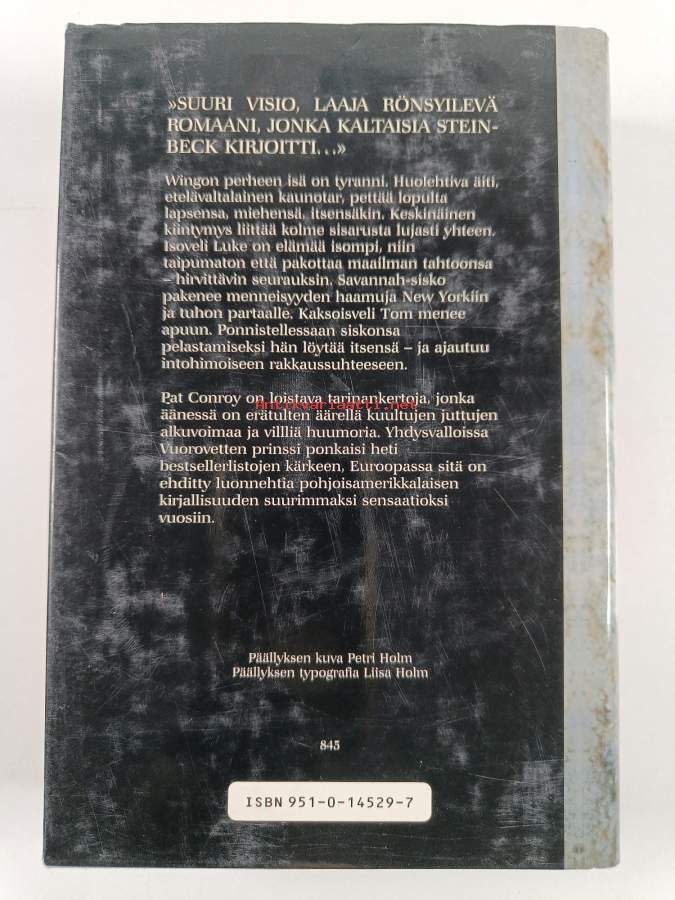 »SUURI VISIO, LAAJA RÖNSYILEVÄ
ROMAANI, JONKA KALTAISIA STEIN-
BECK KIRJOITTI...»
Wingon perheen isä on tyranni. Huolehtiva äiti,
etelävaltalainen kaunotar, pettää lopulta
lapsensa, miehensä, itsensäkin. Keskinäinen
kiintymys liittää kolme sisarusta lujasti yhteen.
Isoveli Luke on elämää isompi, niin
taipumaton että pakottaa maailman tahtoonsa
– hirvittävin seurauksin. Savannah-sisko
pakenee menneisyyden haamuja New Yorkiin
ja tuhon partaalle. Kaksoisveli Tom menee
apuun. Ponnistellessaan siskonsa
pelastamiseksi hän löytää itsensä – ja ajautuu
intohimoiseen rakkaussuhteeseen.
Pat Conroy on loistava tarinankertoja, jonka
antikvariaatti.net
äänessä on erätulten äärellä kuultujen juttujen
alkuvoimaa ja villliä huumoria. Yhdysvalloissa
Vuorovetten prinssi ponkaisi heti
bestsellerlistojen kärkeen, Euroopassa sitä on
ehditty luonnehtia pohjoisamerikkalaisen
kirjallisuuden suurimmaksi sensaatioksi
vuosiin.
Päällyksen kuva Petri Holm
Päällyksen typografia Liisa Holm
845
ISBN 951-0-14529-7